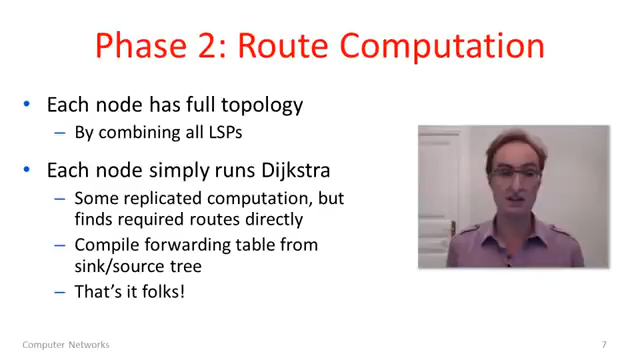 Phase 2: Route Computation
• Each node has full topology
– By combining all LSPs
• Each node simply runs Dijkstra
– Some replicated computation, but
finds required routes directly
– Compile forwarding table from
sink/source tree
– That's it folks!
Computer Networks
7